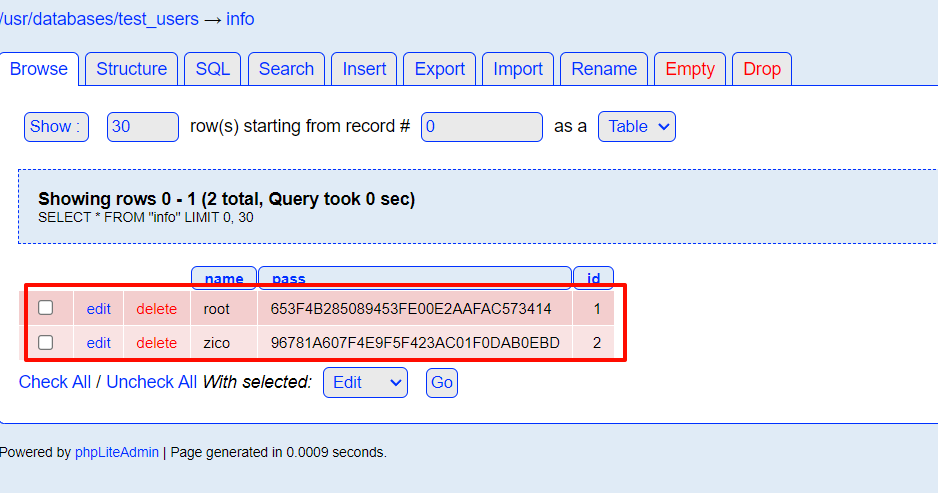 /usr/databases/test_users → info
Browse Structure SQL Search Insert Export Import Rename Empty Drop
Show : 30 row(s) starting from record # 0 as a Table
Showing rows 0 - 1 (2 total, Query took 0 sec)
SELECT * FROM "info" LIMIT 0, 30
name pass id
edit delete root 653F4B285089453FE00E2AAFAC573414 1
edit delete zico 96781A607F4E9F5F423AC01F0DAB0EBD 2
Check All / Uncheck All With selected: Edit Go
Powered by phpLiteAdmin | Page generated in 0.0009 seconds.